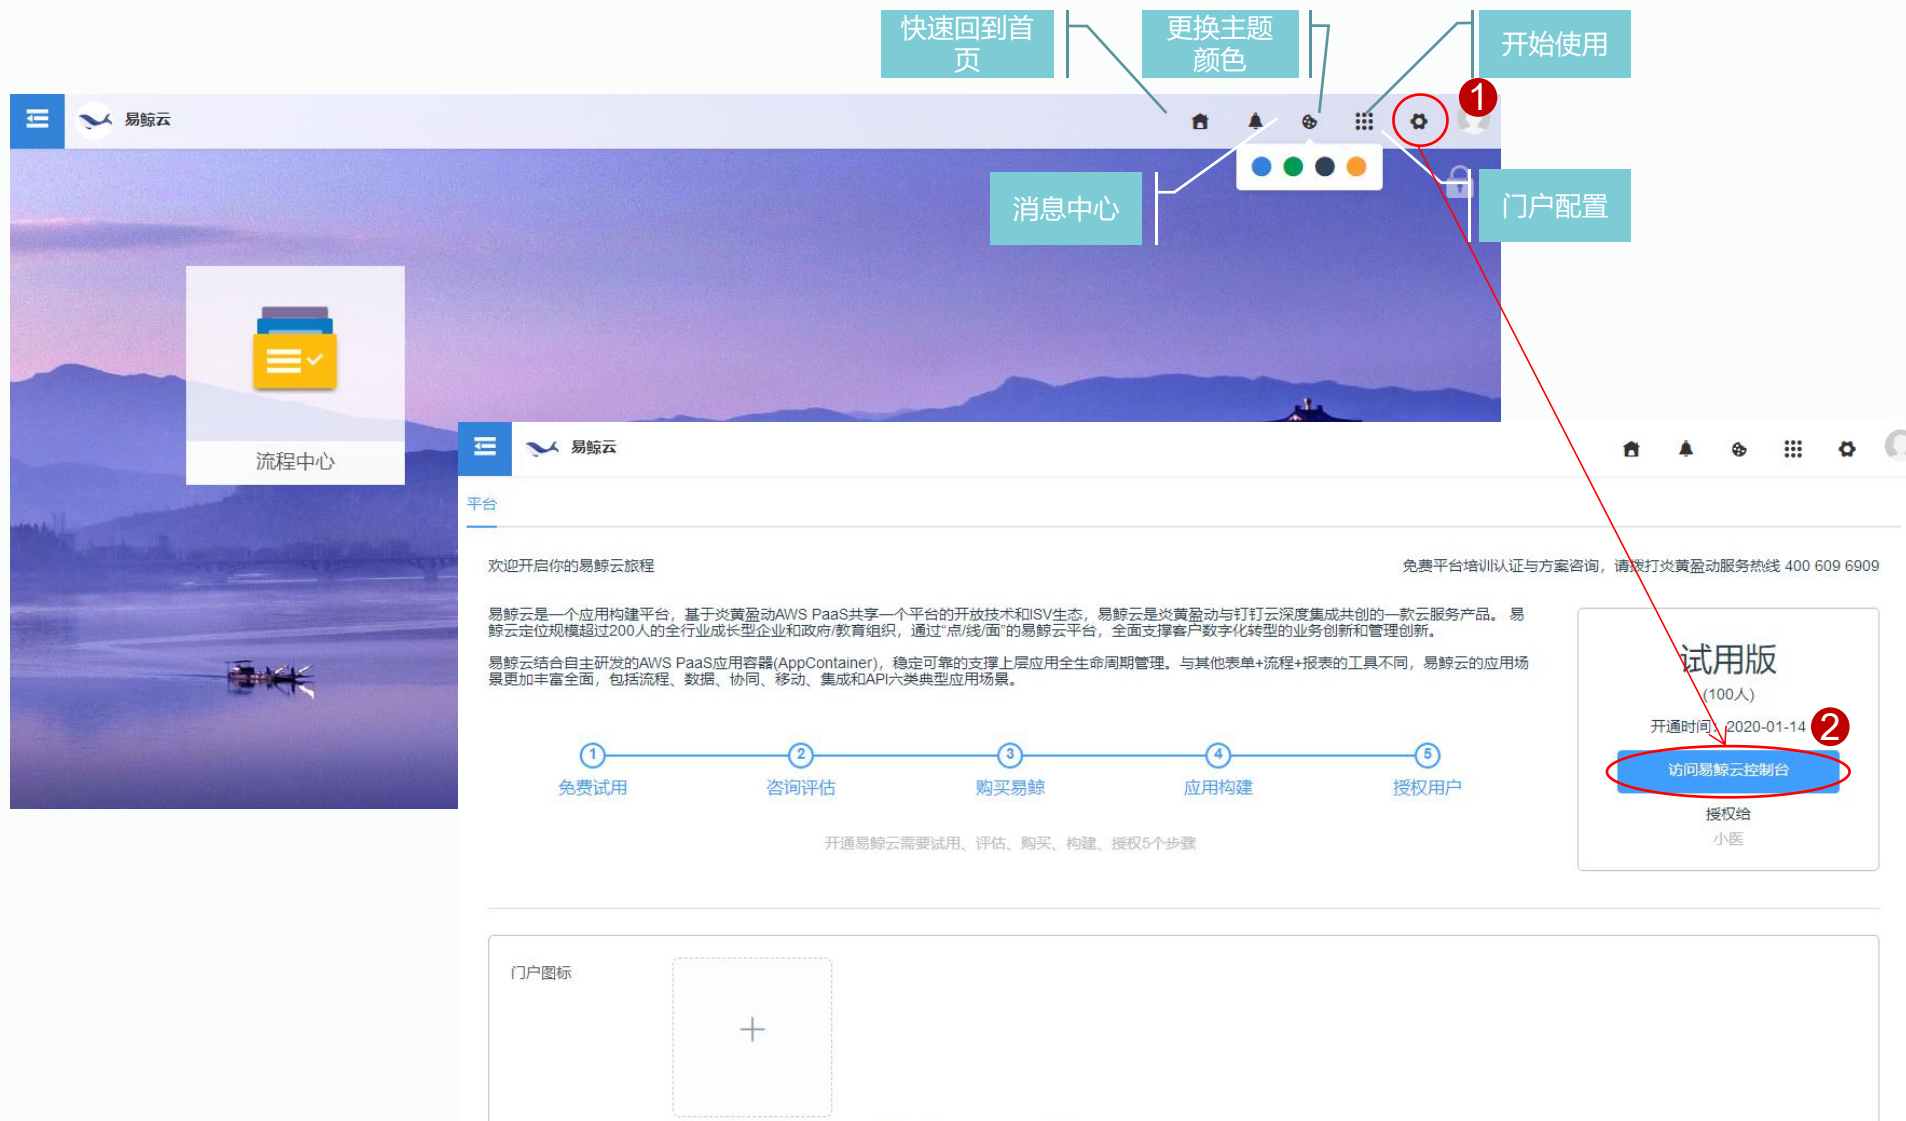 快速回到首
页
更换主题
颜色
开始使用
1
易鲸云
消息中心
门户配置
流程中心
易鲸云
平台
欢迎开启你的易鲸云旅程
免费平台培训认证与方案咨询，请拨打炎黄盈动服务热线 400 609 6909
易鲸云是一个应用构建平台，基于炎黄盈动AWS PaaS共享一个平台的开放技术和ISV生态，易鲸云是炎黄盈动与钉钉云深度集成共创的一款云服务产品。 易
鲸云定位规模超过200人的全行业成长型企业和政府/教育组织，通过“点/线/面”的易鲸云平台，全面支撑客户数字化转型的业务创新和管理创新。
易鲸云结合自主研发的AWS PaaS应用容器(AppContainer)，稳定可靠的支撑上层应用全生命周期管理。与其他表单+流程+报表的工具不同，易鲸云的应用场
景更加丰富全面，包括流程、数据、协同、移动、集成和API六类典型应用场景。
试用版
(100人)
开通时间：2020-01-14
2
访问易鲸云控制台
授权给
小医
1 2 3 4 5
免费试用 咨询评估 购买易鲸 应用构建 授权用户
开通易鲸云需要试用、评估、购买、构建、授权5个步骤
门户图标